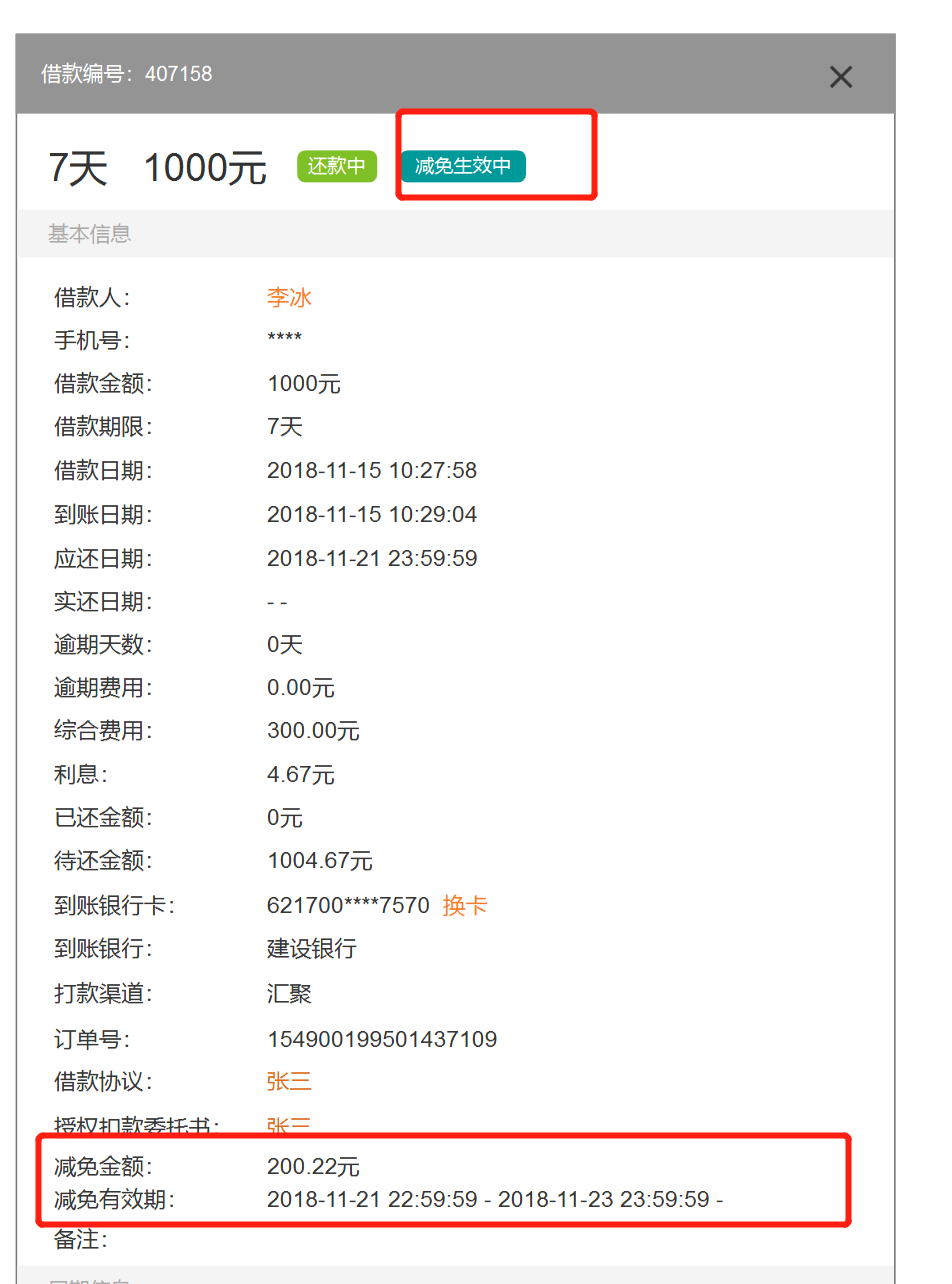 借款编号：407158
7天 1000元 还款中 减免生效中
基本信息
借款人： 李冰
手机号： ****
借款金额： 1000元
借款期限： 7天
借款日期： 2018-11-15 10:27:58
到账日期： 2018-11-15 10:29:04
应还日期： 2018-11-21 23:59:59
实还日期： - -
逾期天数： 0天
逾期费用： 0.00元
综合费用： 300.00元
利息： 4.67元
已还金额： 0元
待还金额： 1004.67元
到账银行卡： 621700****7570 换卡
到账银行： 建设银行
打款渠道： 汇聚
订单号： 154900199501437109
借款协议： 张三
授权扣款委托书： 张三
减免金额： 200.22元
减免有效期： 2018-11-21 22:59:59 - 2018-11-23 23:59:59 -
备注：